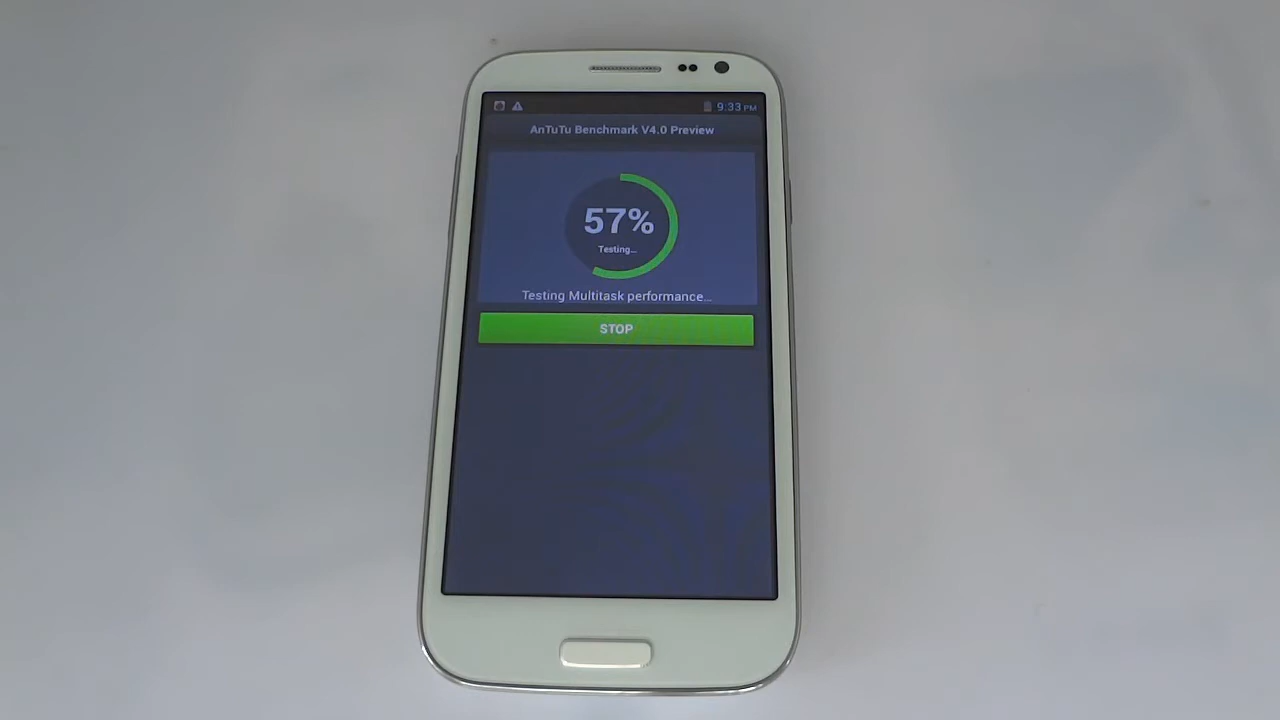 9:33 PM
AnTuTu Benchmark V4.0 Preview
57%
Testing...
Testing Multitask performance...
STOP